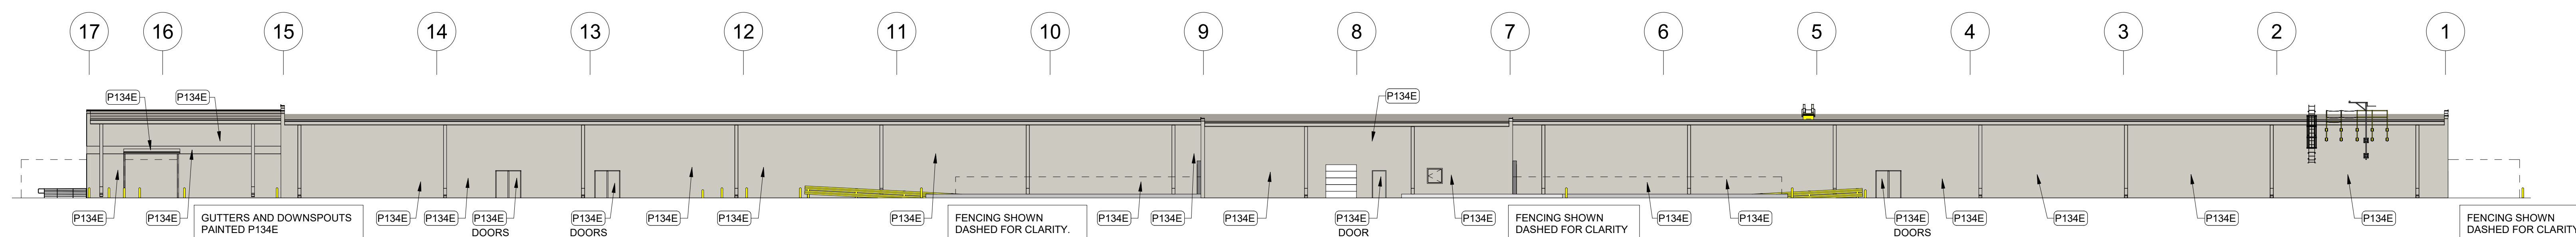 17 16 15 14 13 12 11 10 9 8 7 6 5 4 3 2 1
P134E P134E P134E
P134E P134E P134E P134E P134E P134E P134E P134E P134E P134E P134E P134E P134E P134E P134E P134E P134E P134E P134E P134E P134E
GUTTERS AND DOWNSPOUTS
PAINTED P134E
DOORS
DOORS
FENCING SHOWN
DASHED FOR CLARITY.
DOOR
FENCING SHOWN
DASHED FOR CLARITY
DOORS
FENCING SHOWN
DASHED FOR CLARITY